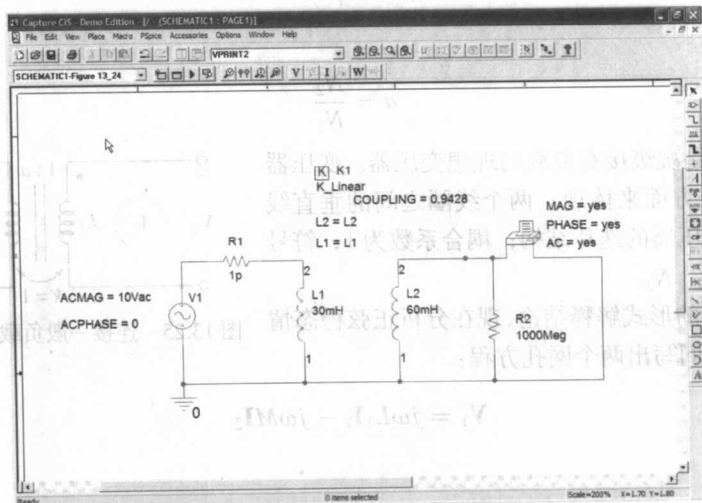 Capture CIS - Demo Edition - [/ (SCHEMATIC1 : PAGE1)]
File Edit View Place Macro PSpice Accessories Options Window Help
VPRINT2
SCHEMATIC1-Figure 13_24
V I W
K K1
K_Linear
COUPLING = 0.9428
L2 = L2
L1 = L1
MAG = yes
PHASE = yes
AC = yes
R1
1p
ACMAG = 10Vac
ACPHASE = 0
V1
2
L1
30mH
1
2
L2
60mH
1
R2
1000Meg
0
Ready
0 items selected
Scale=200% X=1.70 Y=1.80